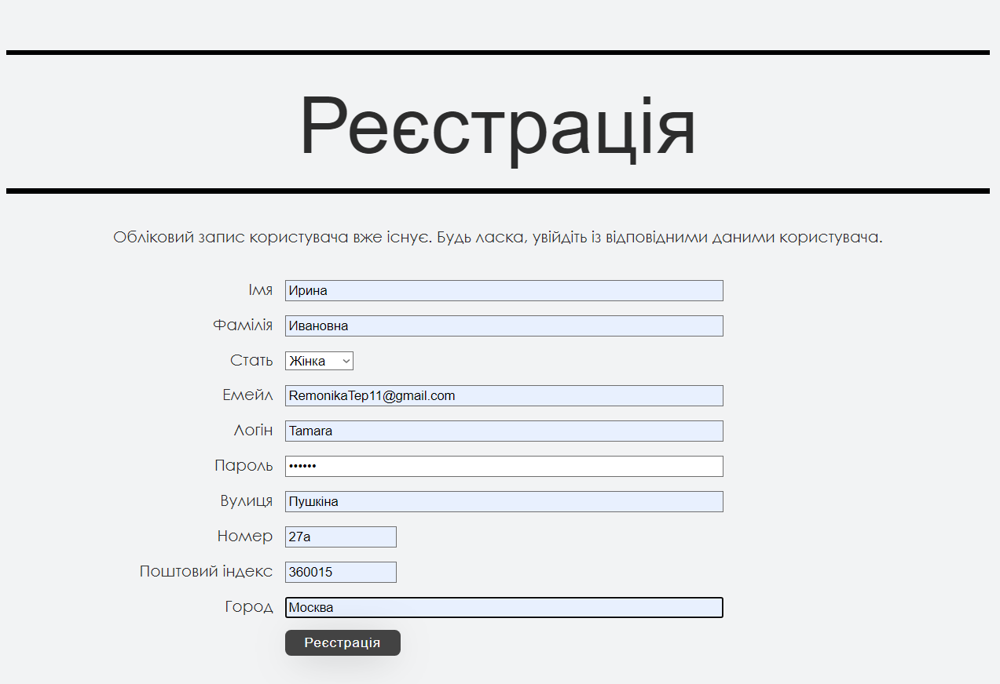 Реєстрація
Обліковий запис користувача вже існує. Будь ласка, увійдіть із відповідними даними користувача.
Імя Ирина
Фамілія Ивановна
Стать Жінка
Емейл RemonikaTep11@gmail.com
Логін Tamara
Пароль ••••••
Вулиця Пушкіна
Номер 27а
Поштовий індекс 360015
Город Москва
Реєстрація